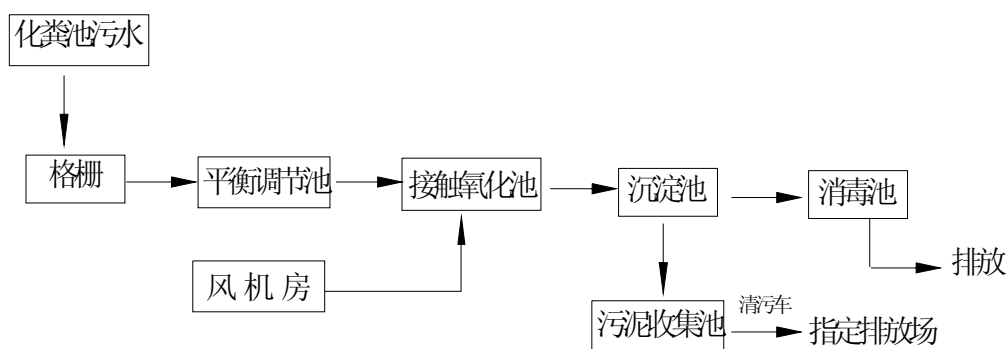 化粪池污水
格栅
平衡调节池
接触氧化池
沉淀池
消毒池
排放
风机房
污泥收集池
清污车
指定排放场